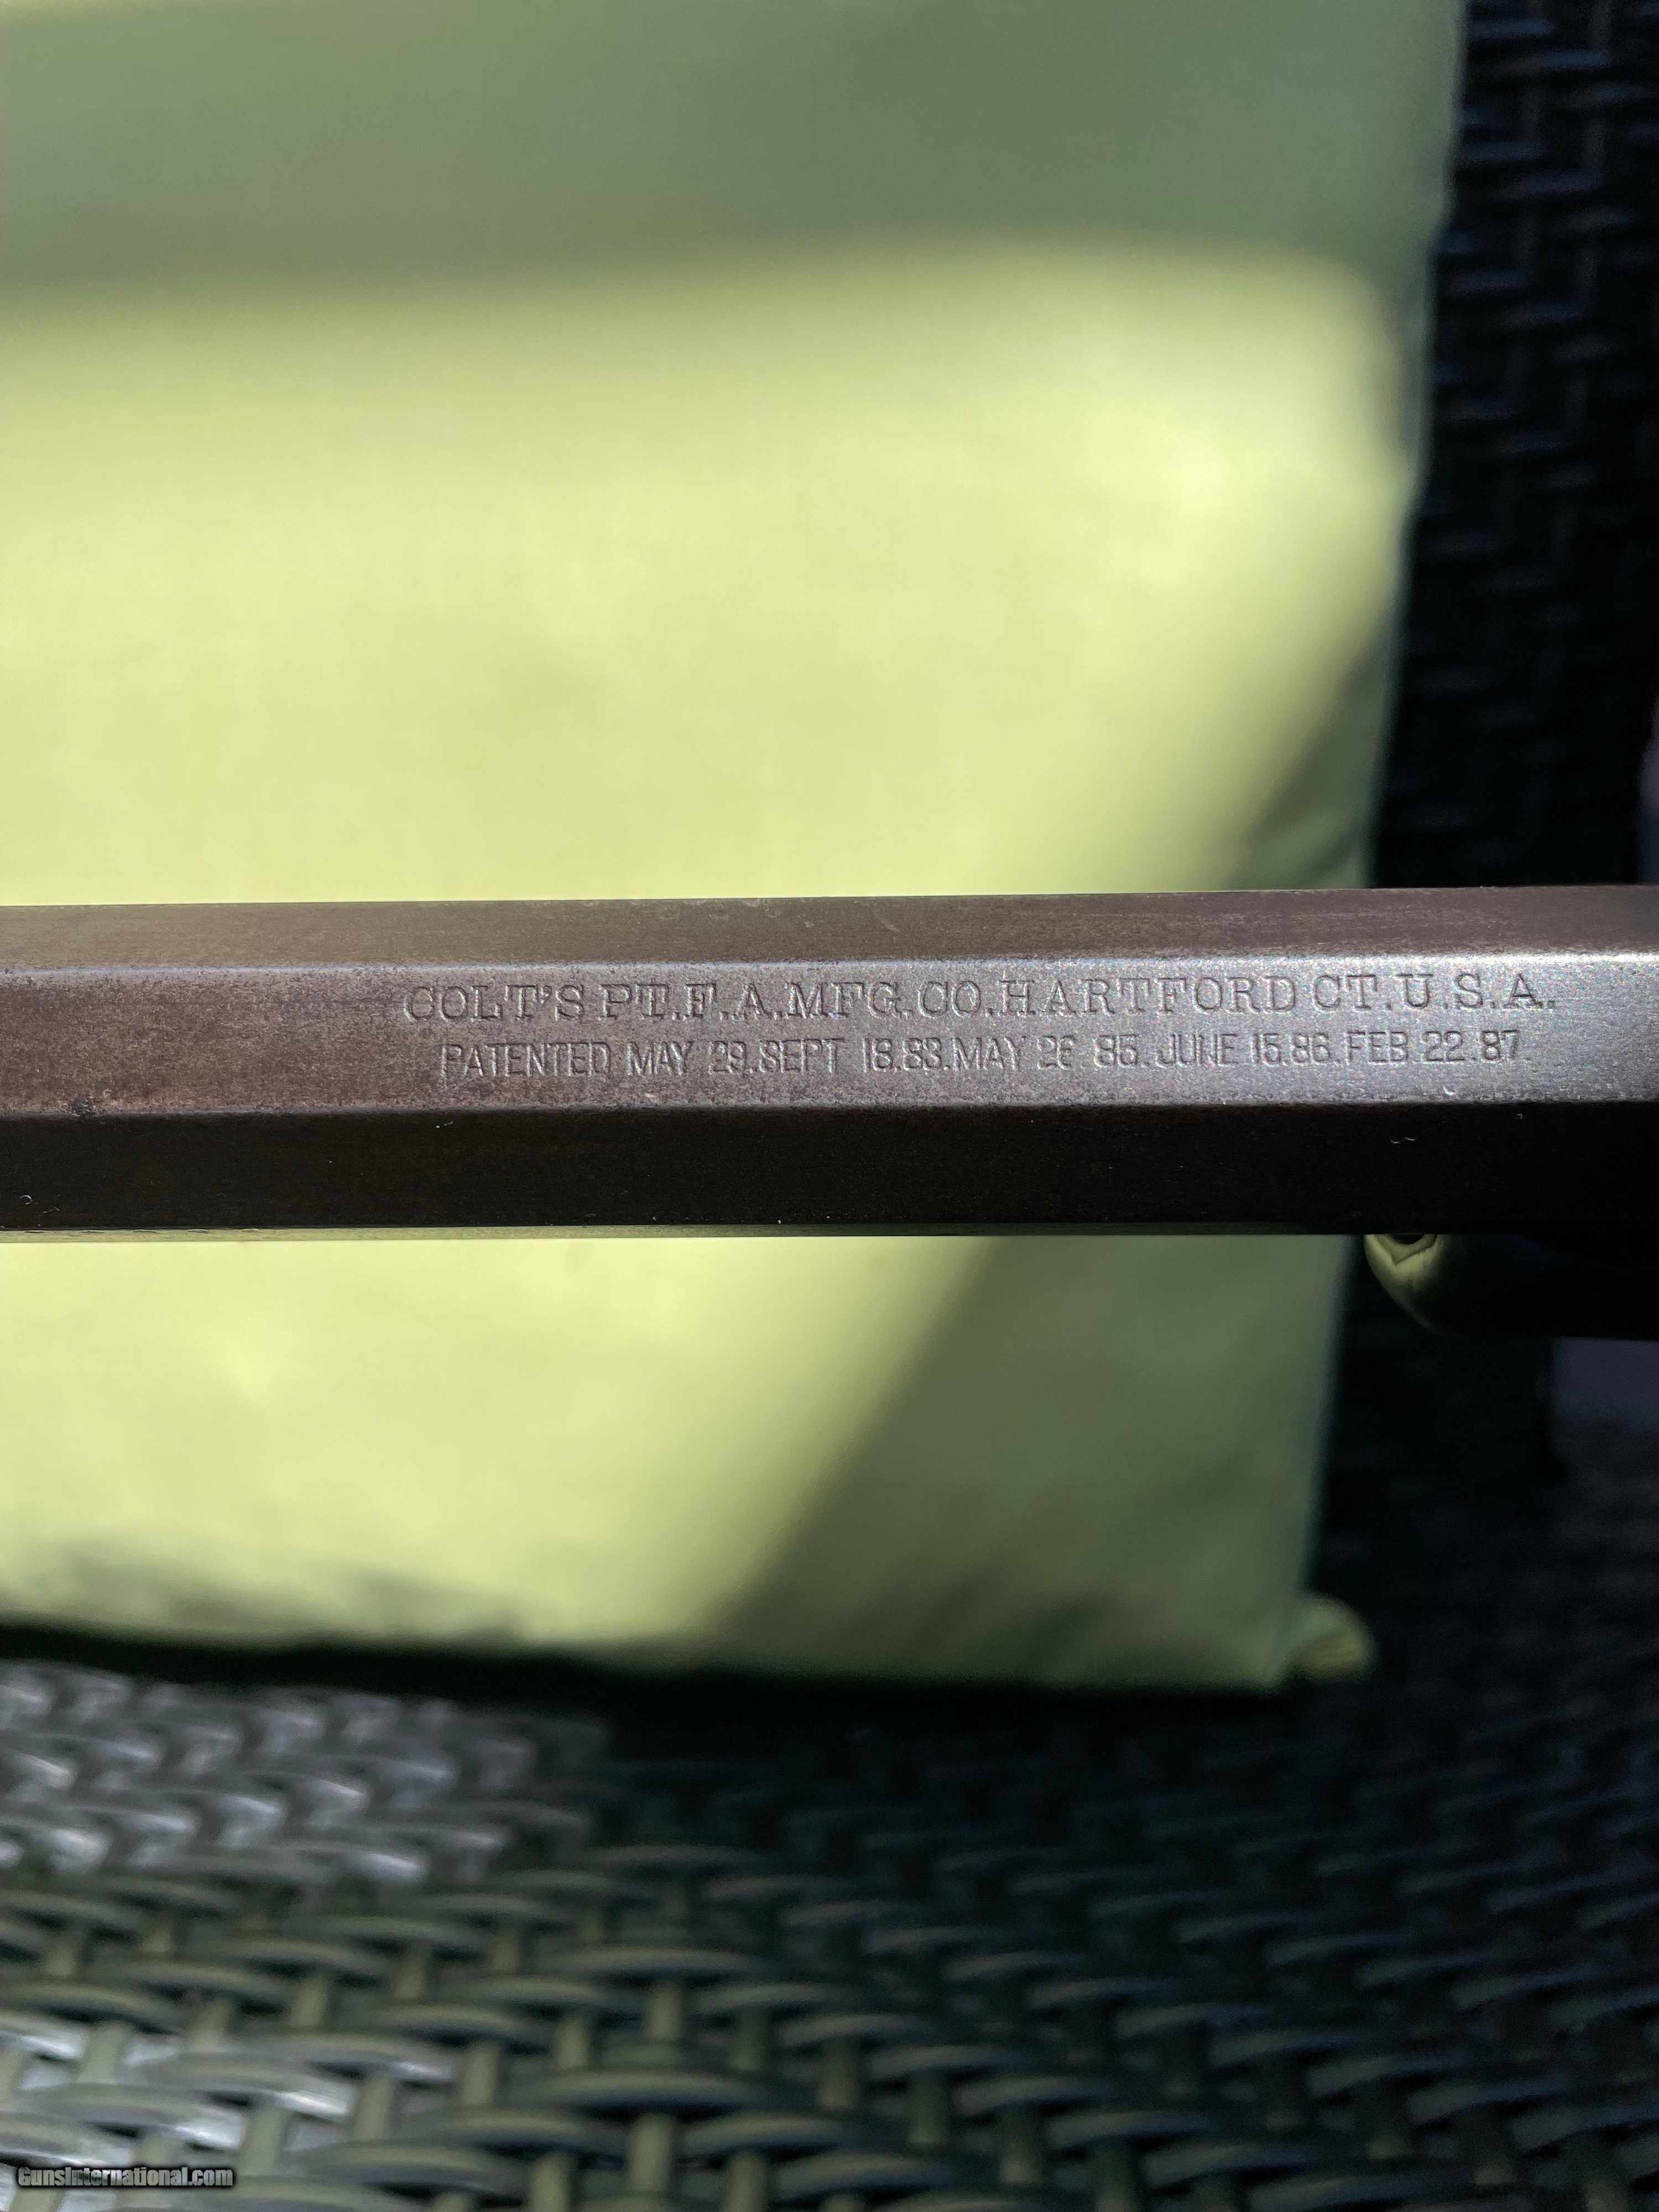 COLT'S PT.F.A.MFG.CO.HARTFORD CT.U.S.A.
PATENTED MAY 29.SEPT 18.83.MAY 26 85.JUNE 15.86.FEB.22.87.
GunsInternational.com